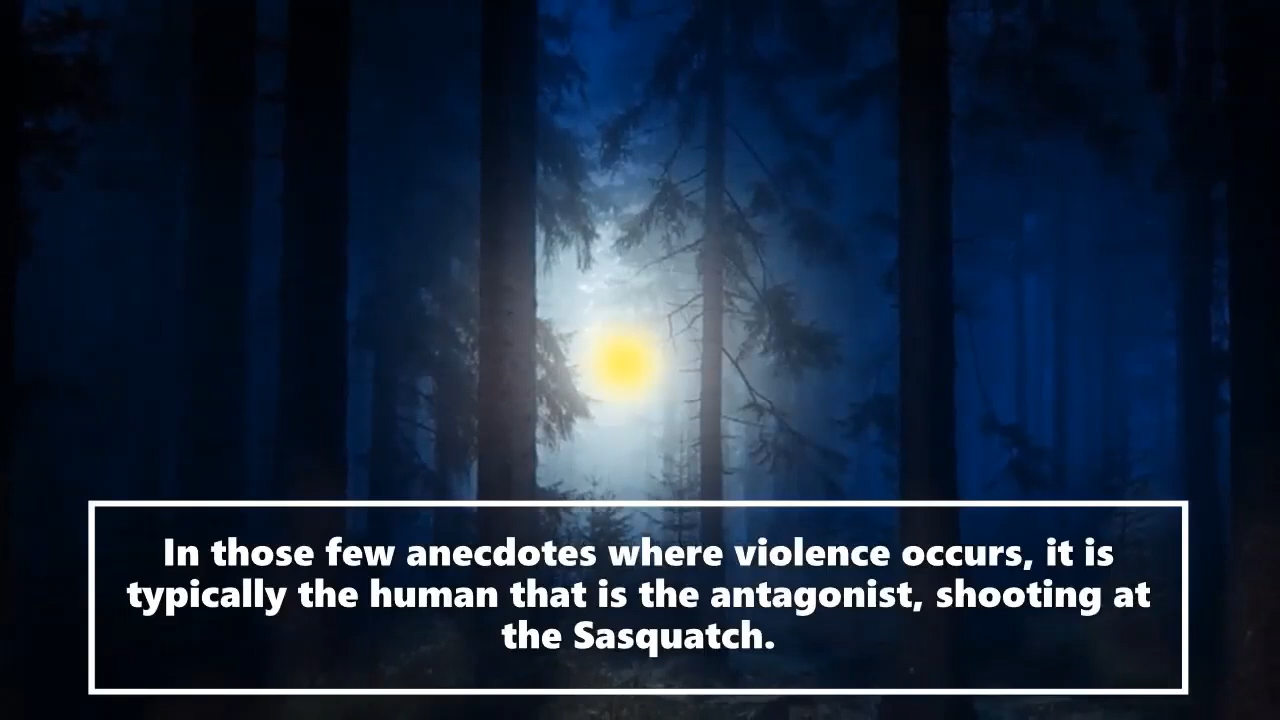 In those few anecdotes where violence occurs, it is
typically the human that is the antagonist, shooting at
the Sasquatch.